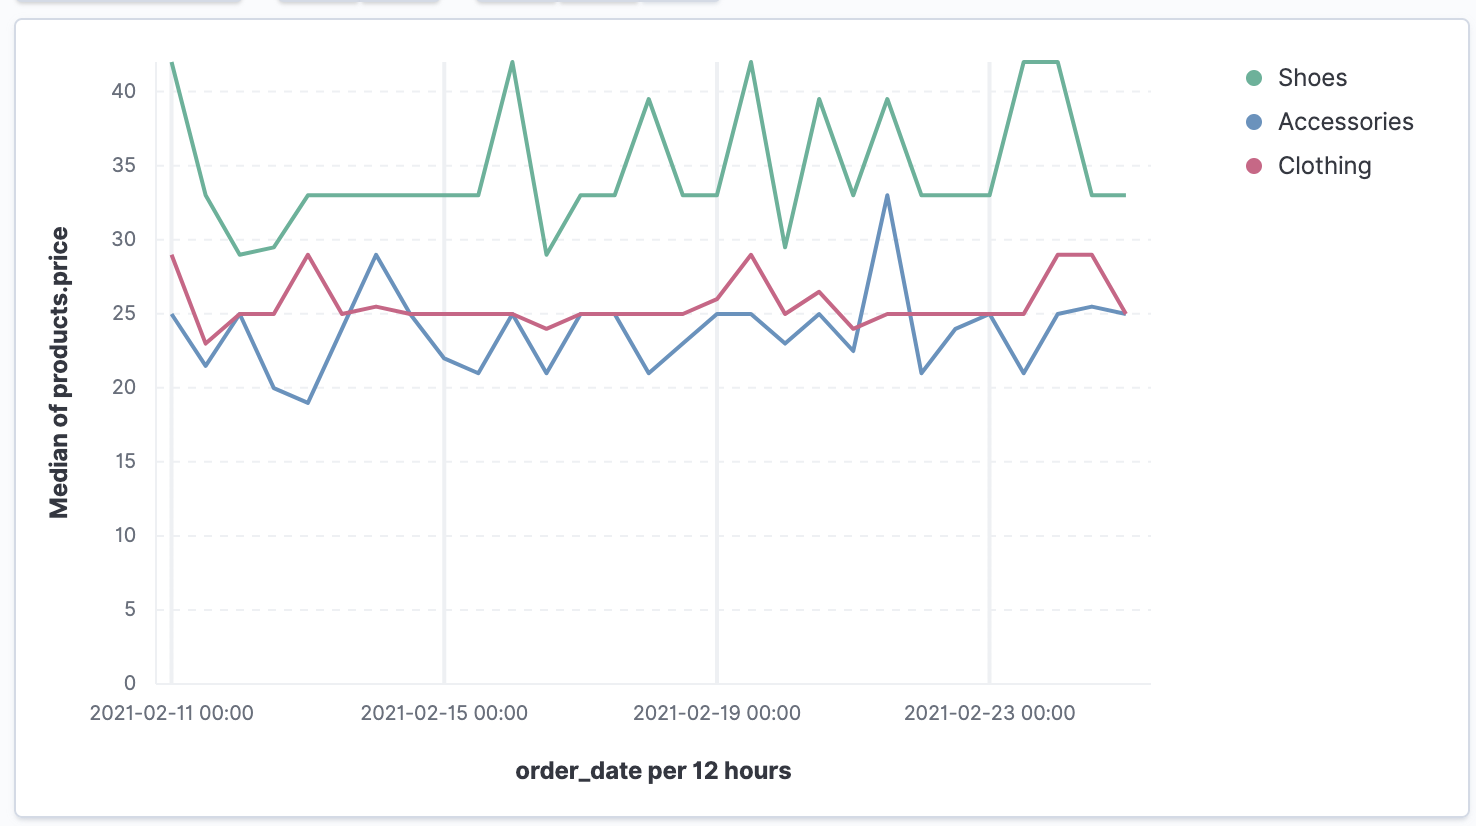 Shoes
Accessories
Clothing
Median of products.price
40
35
30
25
20
15
10
5
0
2021-02-11 00:00
2021-02-15 00:00
2021-02-19 00:00
2021-02-23 00:00
order_date per 12 hours